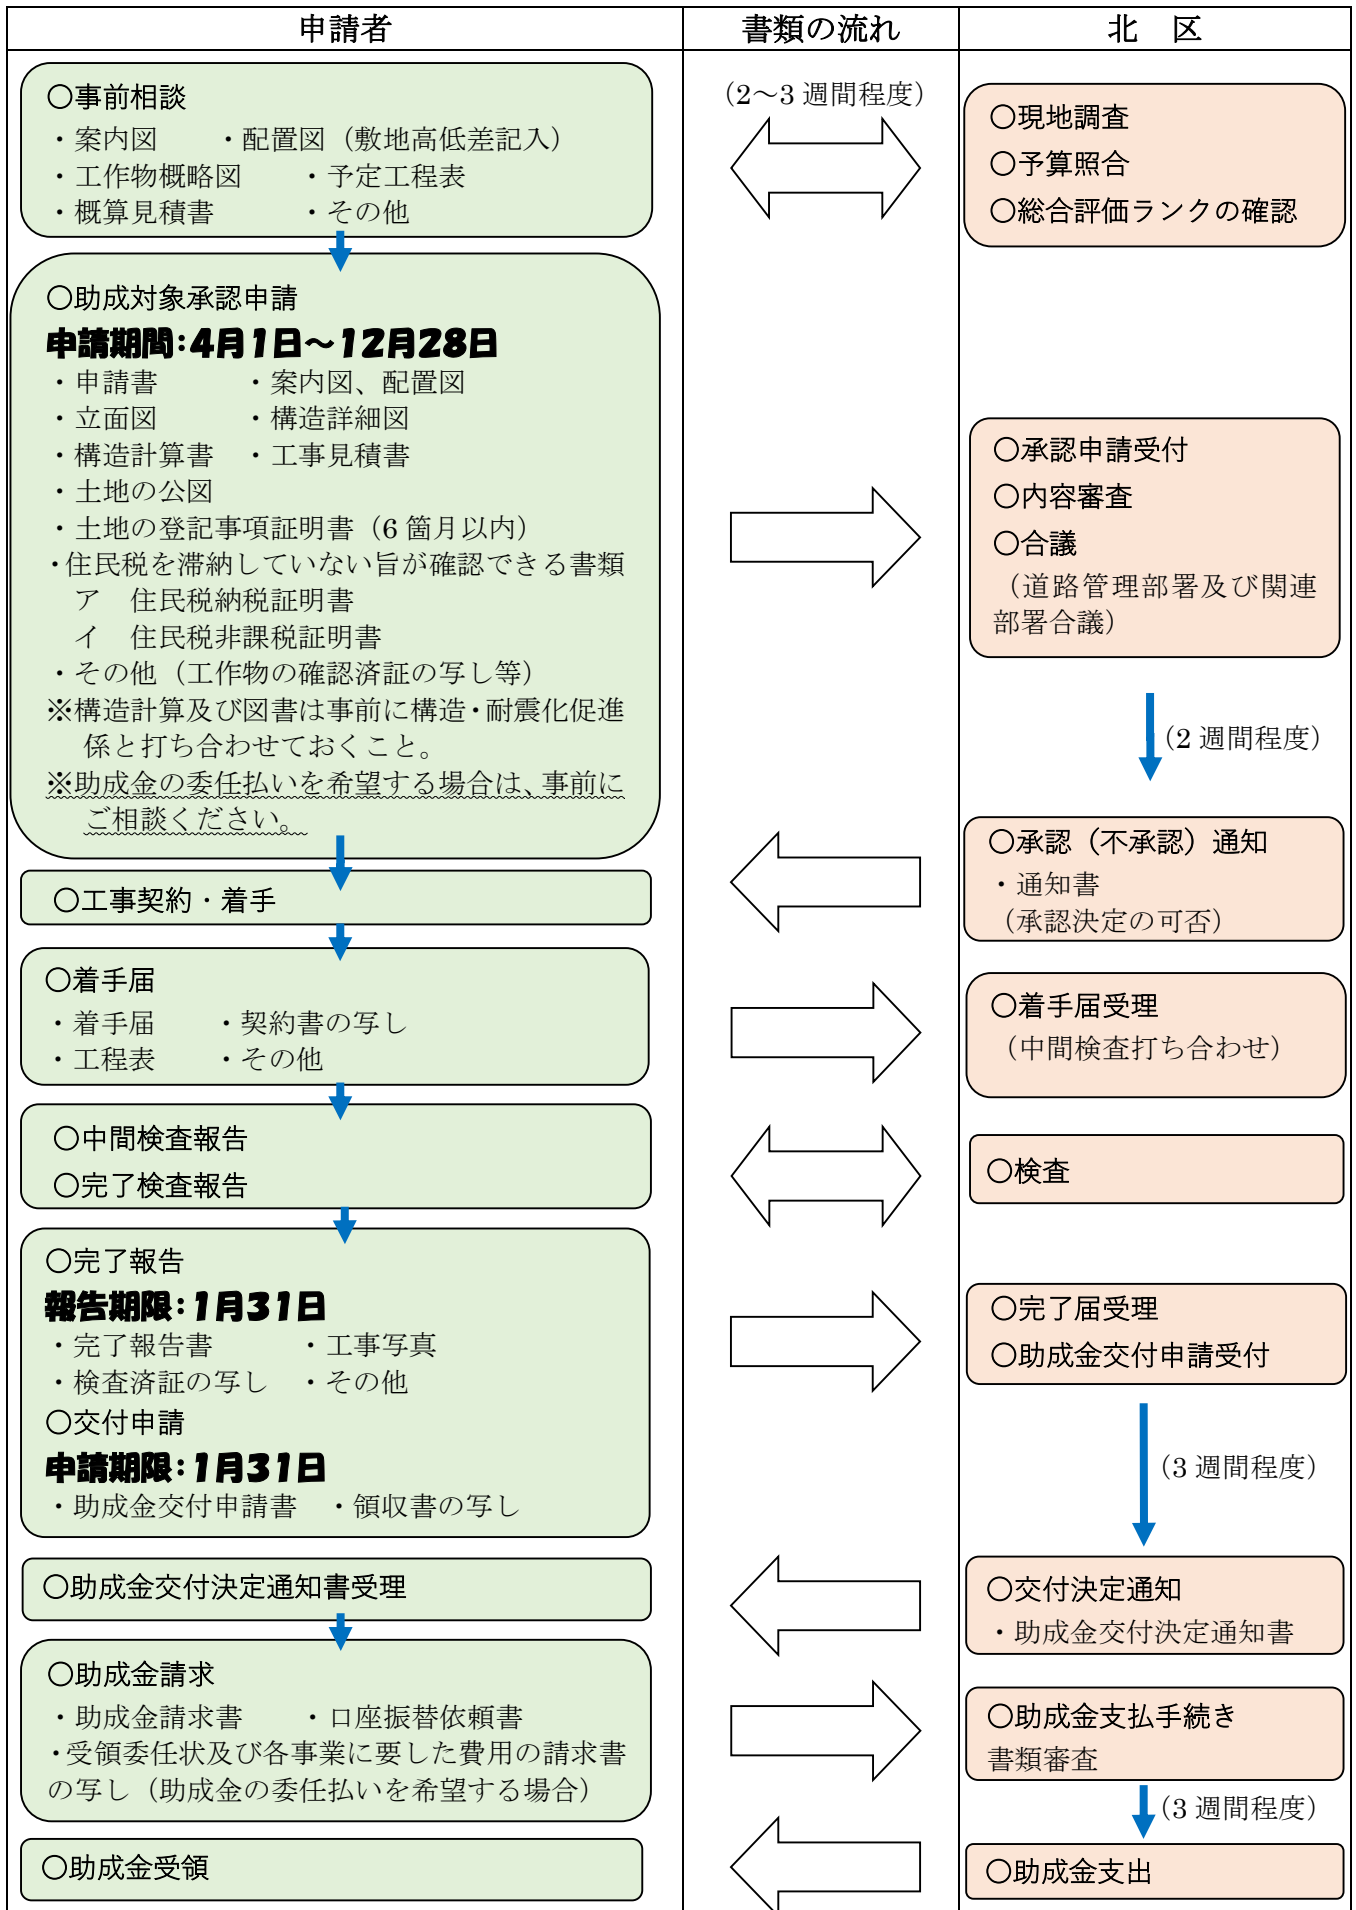 申請者
書類の流れ
北　区
○事前相談
・案内図　　・配置図（敷地高低差記入）
・工作物概略図　　・予定工程表
・概算見積書　　　・その他
（2～3 週間程度）
○現地調査
○予算照合
○総合評価ランクの確認
○助成対象承認申請
申請期間：4月1日～12月28日
・申請書　　　・案内図、配置図
・立面図　　　・構造詳細図
・構造計算書　・工事見積書
・土地の公図
・土地の登記事項証明書（6 箇月以内）
・住民税を滞納していない旨が確認できる書類
ア　住民税納税証明書
イ　住民税非課税証明書
・その他（工作物の確認済証の写し等）
※構造計算及び図書は事前に構造・耐震化促進
係と打ち合わせておくこと。
※助成金の委任払いを希望する場合は、事前に
ご相談ください。
○承認申請受付
○内容審査
○合議
（道路管理部署及び関連
部署合議）
（2 週間程度）
○承認（不承認）通知
・通知書
（承認決定の可否）
○工事契約・着手
○着手届
・着手届　　・契約書の写し
・工程表　　・その他
○着手届受理
（中間検査打ち合わせ）
○中間検査報告
○完了検査報告
○検査
○完了報告
報告期限：1月31日
・完了報告書　　　・工事写真
・検査済証の写し　・その他
○交付申請
申請期限：1月31日
・助成金交付申請書　・領収書の写し
○完了届受理
○助成金交付申請受付
（3 週間程度）
○助成金交付決定通知書受理
○交付決定通知
・助成金交付決定通知書
○助成金請求
・助成金請求書　　・口座振替依頼書
・受領委任状及び各事業に要した費用の請求書
の写し（助成金の委任払いを希望する場合）
○助成金支払手続き
書類審査
（3 週間程度）
○助成金受領
○助成金支出